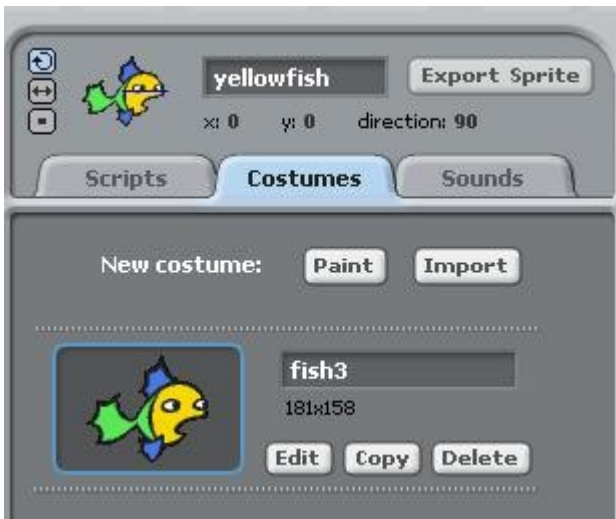 yellowfish Export Sprite
x: 0 y: 0 direction: 90
Scripts Costumes Sounds
New costume: Paint Import
fish3
181x158
Edit Copy Delete